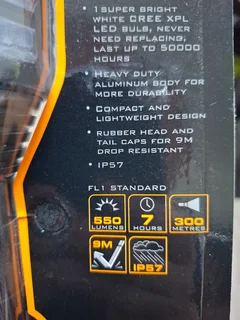 • 1 SUPER BRIGHT
WHITE CREE XPL
LED BULB, NEVER
NEED REPLACING,
LAST UP TO 50000
HOURS
• HEAVY DUTY
ALUMINUM BODY FOR
MORE DURABILITY
• COMPACT AND
LIGHTWEIGHT DESIGN
• RUBBER HEAD AND
TAIL CAPS FOR 9M
DROP RESISTANT
• IP57
FL1 STANDARD
550
LUMENS
7
HOURS
300
METRES
9M
IP57